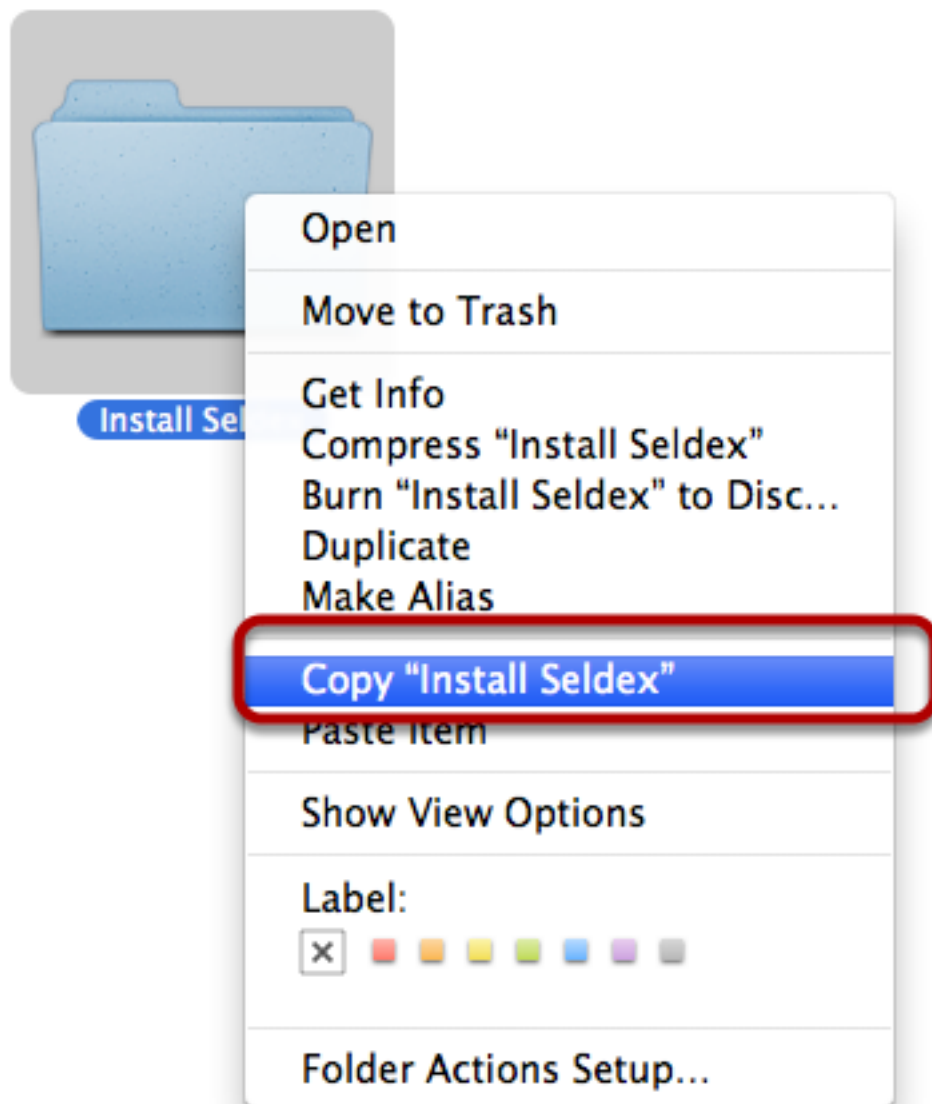 Install Sel
Open
Move to Trash
Get Info
Compress “Install Seldex”
Burn “Install Seldex” to Disc...
Duplicate
Make Alias
Copy “Install Seldex”
Paste Item
Show View Options
Label:
Folder Actions Setup...